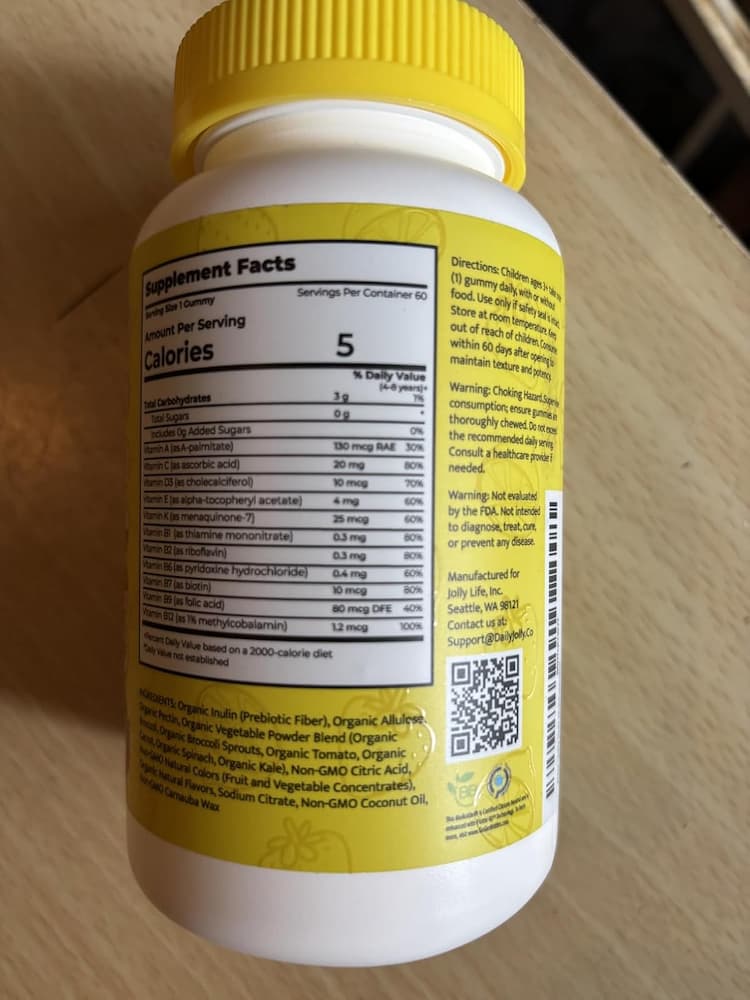 Supplement Facts
Serving Size 1 Gummy
Servings Per Container 60
Amount Per Serving
Calories 5
% Daily Value
(4-8 years)*
Total Carbohydrates 3 g 1%
Total Sugars 0 g *
Includes 0g Added Sugars 0%
Vitamin A (as A-palmitate) 130 mcg RAE 30%
Vitamin C (as ascorbic acid) 20 mg 80%
Vitamin D3 (as cholecalciferol) 10 mcg 70%
Vitamin E (as alpha-tocopheryl acetate) 4 mg 60%
Vitamin K (as menaquinone-7) 25 mcg 60%
Vitamin B1 (as thiamine mononitrate) 0.3 mg 80%
Vitamin B2 (as riboflavin) 0.3 mg 80%
Vitamin B6 (as pyridoxine hydrochloride) 0.4 mg 60%
Vitamin B7 (as biotin) 10 mcg 80%
Vitamin B9 (as folic acid) 80 mcg DFE 40%
Vitamin B12 (as 1% methylcobalamin) 1.2 mcg 100%
*Percent Daily Value based on a 2000-calorie diet
*Daily Value not established
INGREDIENTS: Organic Inulin (Prebiotic Fiber), Organic Allulose,
Organic Pectin, Organic Vegetable Powder Blend (Organic
Broccoli, Organic Broccoli Sprouts, Organic Tomato, Organic
Carrot, Organic Spinach, Organic Kale), Non-GMO Citric Acid,
Non-GMO Natural Colors (Fruit and Vegetable Concentrates),
Organic Natural Flavors, Sodium Citrate, Non-GMO Coconut Oil,
Non-GMO Carnauba Wax
Directions: Children ages 3+ take one
(1) gummy daily, with or without
food. Use only if safety seal is intact.
Store at room temperature. Keep
out of reach of children. Consume
within 60 days after opening to
maintain texture and potency.
Warning: Choking Hazard. Supervise
consumption; ensure gummies are
thoroughly chewed. Do not exceed
the recommended daily serving.
Consult a healthcare provider if
needed.
Warning: Not evaluated
by the FDA. Not intended
to diagnose, treat, cure,
or prevent any disease.
Manufactured for
Jolly Life, Inc.
Seattle, WA 98121
Contact us at:
Support@DailyJolly.Co